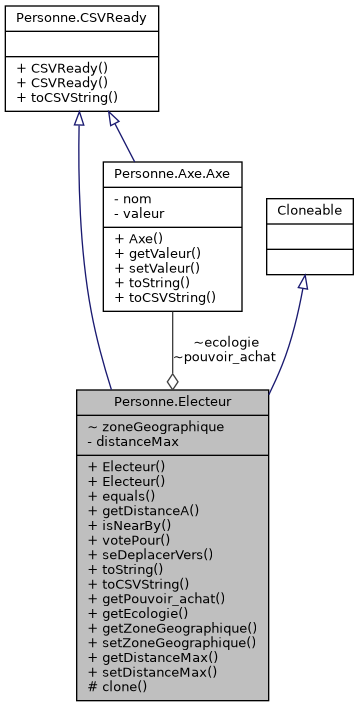 Personne.CSVReady
+ CSVReady()
+ CSVReady()
+ toCSVString()
Personne.Axe.Axe
- nom
- valeur
+ Axe()
+ getValeur()
+ setValeur()
+ toString()
+ toCSVString()
Cloneable
~ecologie
~pouvoir_achat
Personne.Electeur
~ zoneGeographique
- distanceMax
+ Electeur()
+ Electeur()
+ equals()
+ getDistanceA()
+ isNearBy()
+ votePour()
+ seDeplacerVers()
+ toString()
+ toCSVString()
+ getPouvoir_achat()
+ getEcologie()
+ getZoneGeographique()
+ setZoneGeographique()
+ getDistanceMax()
+ setDistanceMax()
# clone()